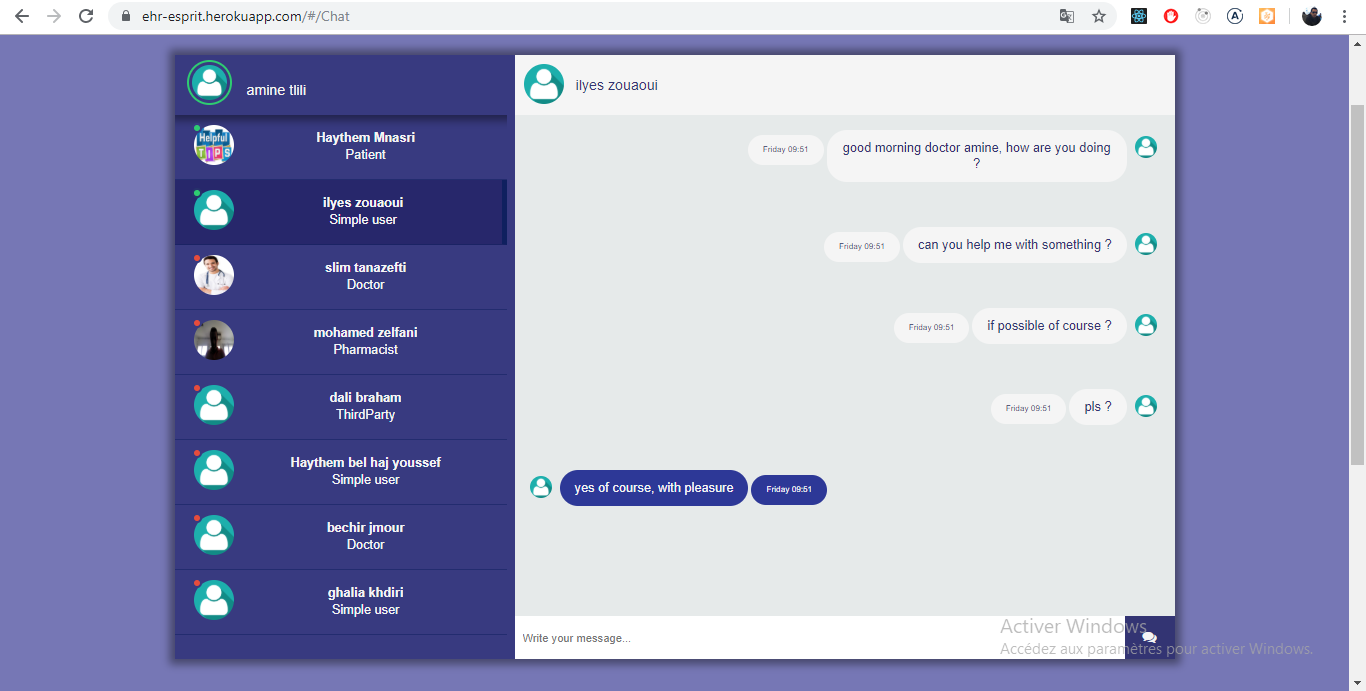 ehr-esprit.herokuapp.com/#/Chat
amine tlili
ilyes zouaoui
Helpful
TIPS
Haythem Mnasri
Patient
ilyes zouaoui
Simple user
slim tanazefti
Doctor
mohamed zelfani
Pharmacist
dali braham
ThirdParty
Haythem bel haj youssef
Simple user
bechir jmour
Doctor
ghalia khdiri
Simple user
Friday 09:51
good morning doctor amine, how are you doing
?
Friday 09:51
can you help me with something ?
Friday 09:51
if possible of course ?
Friday 09:51
pls ?
yes of course, with pleasure
Friday 09:51
Write your message...
Activer Windows
Accédez aux paramètres pour activer Windows.